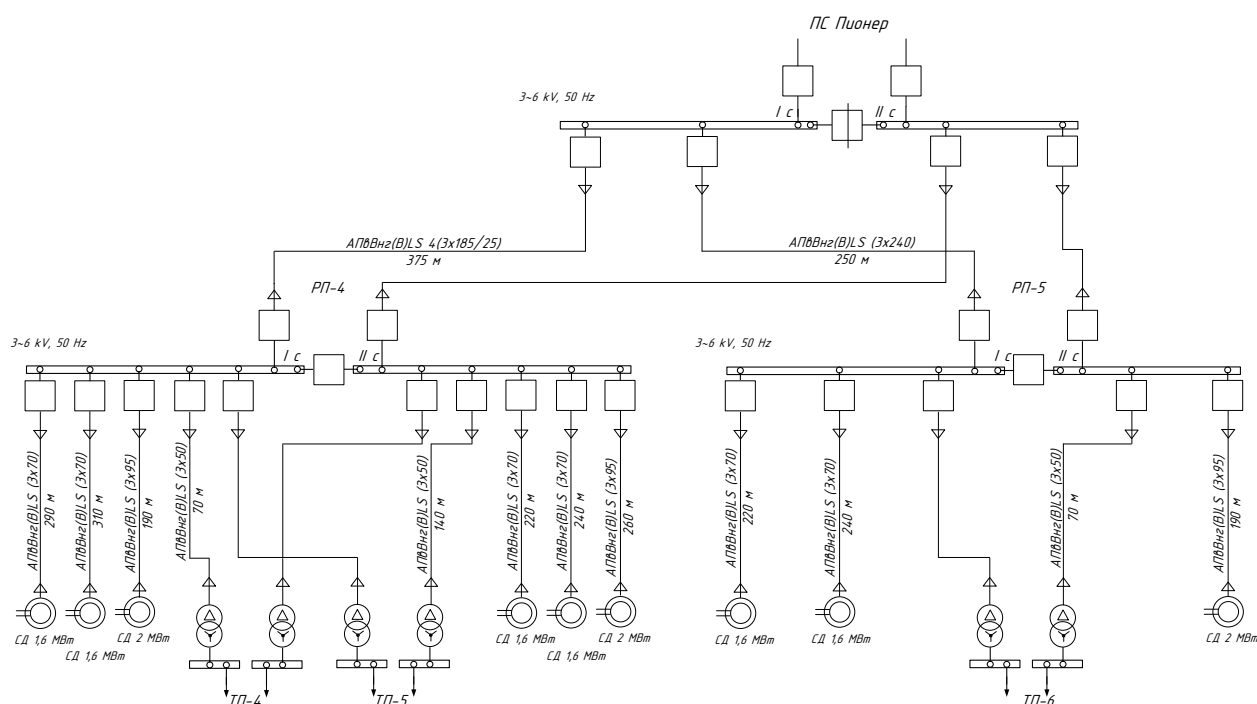 ПС Пионер
3~6 kV, 50 Hz
I с
II с
АПвВнг(В)LS 4(3х185/25)
375 м
АПвВнг(В)LS (3х240)
250 м
РП-4
РП-5
3~6 kV, 50 Hz
I с
II с
3~6 kV, 50 Hz
I с
II с
АПвВнг(В)LS (3х70)
290 м
АПвВнг(В)LS (3х70)
310 м
АПвВнг(В)LS (3х95)
190 м
АПвВнг(В)LS (3х50)
70 м
АПвВнг(В)LS (3х50)
140 м
АПвВнг(В)LS (3х70)
220 м
АПвВнг(В)LS (3х70)
240 м
АПвВнг(В)LS (3х95)
260 м
АПвВнг(В)LS (3х70)
220 м
АПвВнг(В)LS (3х70)
240 м
АПвВнг(В)LS (3х50)
70 м
АПвВнг(В)LS (3х95)
190 м
СД 1,6 МВт
СД 1,6 МВт
СД 2 МВт
СД 1,6 МВт
СД 1,6 МВт
СД 2 МВт
СД 1,6 МВт
СД 1,6 МВт
СД 2 МВт
ТП-4
ТП-5
ТП-6